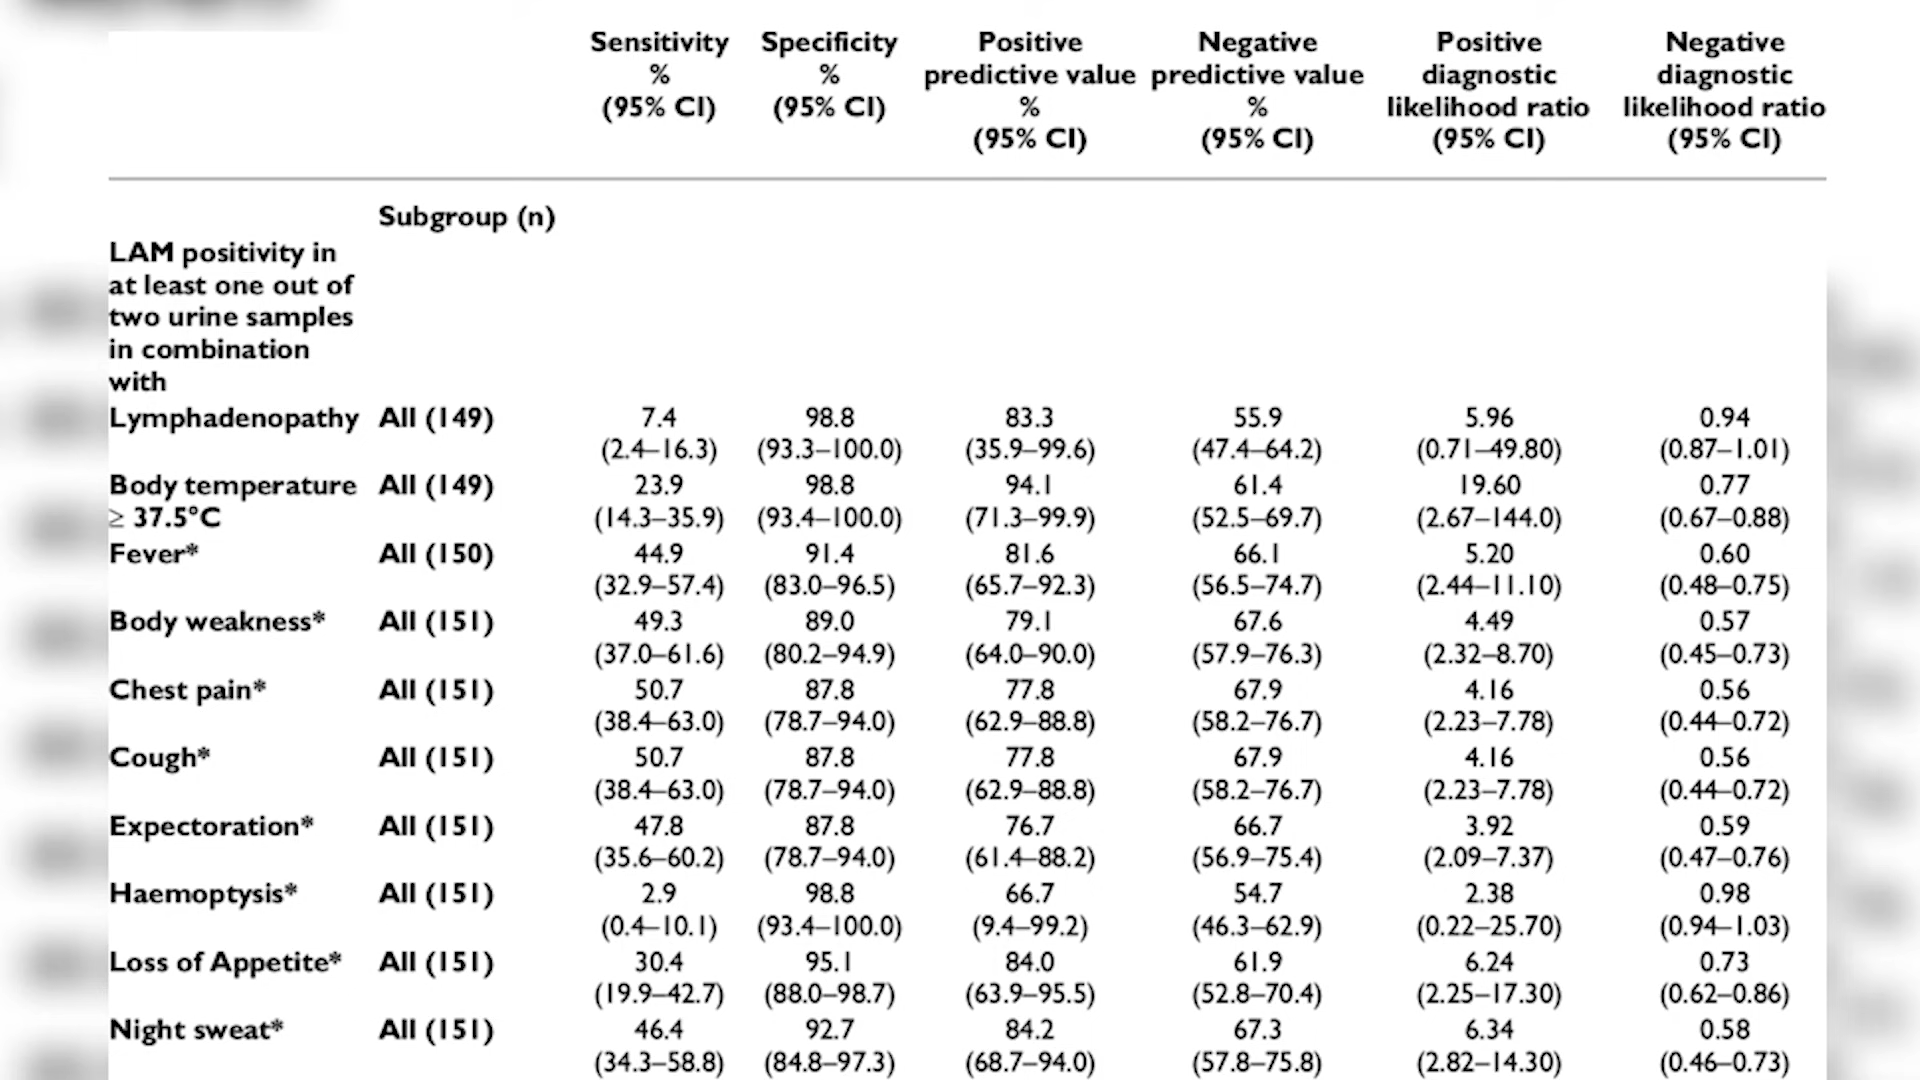 Sensitivity % (95% CI) Specificity % (95% CI) Positive predictive value % (95% CI) Negative predictive value % (95% CI) Positive diagnostic likelihood ratio (95% CI) Negative diagnostic likelihood ratio (95% CI)
Subgroup (n)
LAM positivity in
at least one out of
two urine samples
in combination
with
Lymphadenopathy All (149) 7.4 98.8 83.3 55.9 5.96 0.94
(2.4–16.3) (93.3–100.0) (35.9–99.6) (47.4–64.2) (0.71–49.80) (0.87–1.01)
Body temperature All (149) 23.9 98.8 94.1 61.4 19.60 0.77
≥ 37.5°C (14.3–35.9) (93.4–100.0) (71.3–99.9) (52.5–69.7) (2.67–144.0) (0.67–0.88)
Fever* All (150) 44.9 91.4 81.6 66.1 5.20 0.60
(32.9–57.4) (83.0–96.5) (65.7–92.3) (56.5–74.7) (2.44–11.10) (0.48–0.75)
Body weakness* All (151) 49.3 89.0 79.1 67.6 4.49 0.57
(37.0–61.6) (80.2–94.9) (64.0–90.0) (57.9–76.3) (2.32–8.70) (0.45–0.73)
Chest pain* All (151) 50.7 87.8 77.8 67.9 4.16 0.56
(38.4–63.0) (78.7–94.0) (62.9–88.8) (58.2–76.7) (2.23–7.78) (0.44–0.72)
Cough* All (151) 50.7 87.8 77.8 67.9 4.16 0.56
(38.4–63.0) (78.7–94.0) (62.9–88.8) (58.2–76.7) (2.23–7.78) (0.44–0.72)
Expectoration* All (151) 47.8 87.8 76.7 66.7 3.92 0.59
(35.6–60.2) (78.7–94.0) (61.4–88.2) (56.9–75.4) (2.09–7.37) (0.47–0.76)
Haemoptysis* All (151) 2.9 98.8 66.7 54.7 2.38 0.98
(0.4–10.1) (93.4–100.0) (9.4–99.2) (46.3–62.9) (0.22–25.70) (0.94–1.03)
Loss of Appetite* All (151) 30.4 95.1 84.0 61.9 6.24 0.73
(19.9–42.7) (88.0–98.7) (63.9–95.5) (52.8–70.4) (2.25–17.30) (0.62–0.86)
Night sweat* All (151) 46.4 92.7 84.2 67.3 6.34 0.58
(34.3–58.8) (84.8–97.3) (68.7–94.0) (57.8–75.8) (2.82–14.30) (0.46–0.73)